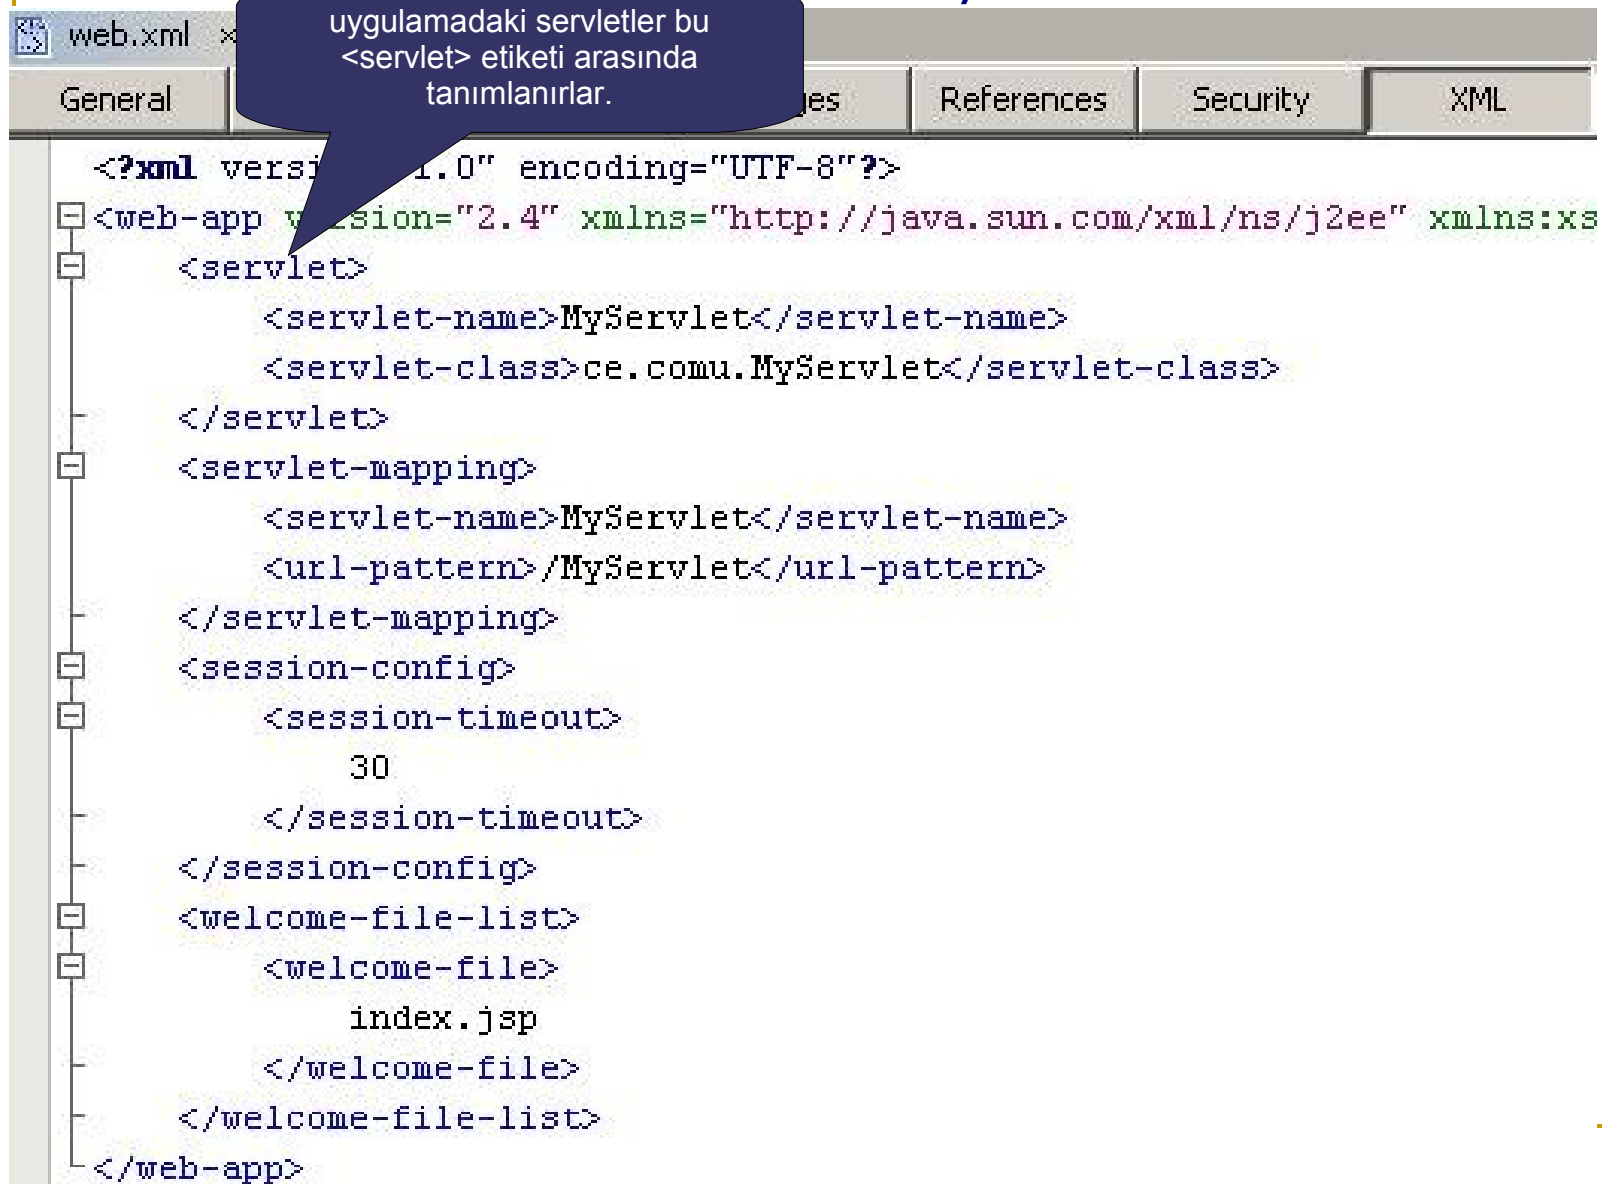 uygulamadaki servletler bu
<servlet> etiketi arasında
tanımlanırlar.
web.xml ×
General References Security XML
<?xml 1.0" encoding="UTF-8"?>
<web-app version="2.4" xmlns="http://java.sun.com/xml/ns/j2ee" xmlns:xs
<servlet>
<servlet-name>MyServlet</servlet-name>
<servlet-class>ce.comu.MyServlet</servlet-class>
</servlet>
<servlet-mapping>
<servlet-name>MyServlet</servlet-name>
<url-pattern>/MyServlet</url-pattern>
</servlet-mapping>
<session-config>
<session-timeout>
30
</session-timeout>
</session-config>
<welcome-file-list>
<welcome-file>
index.jsp
</welcome-file>
</welcome-file-list>
</web-app>